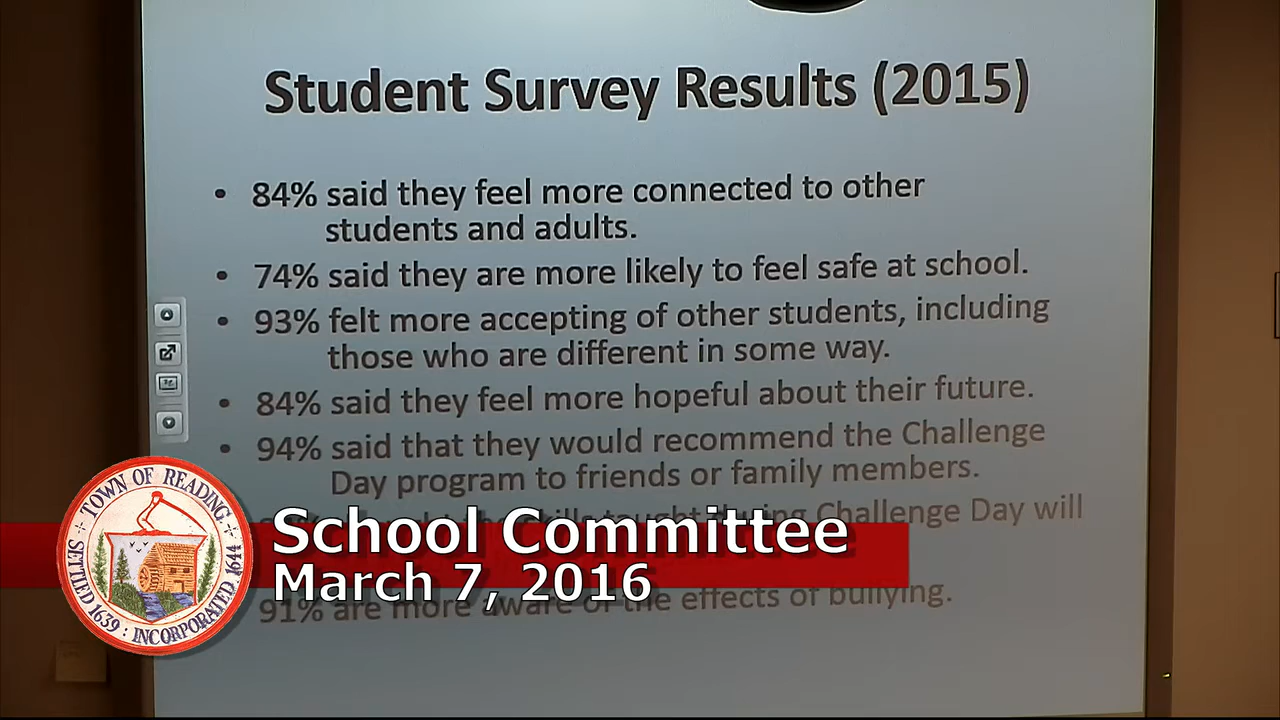 Student Survey Results (2015)
• 84% said they feel more connected to other
students and adults.
• 74% said they are more likely to feel safe at school.
• 93% felt more accepting of other students, including
those who are different in some way.
• 84% said they feel more hopeful about their future.
• 94% said that they would recommend the Challenge
Day program to friends or family members.
Challenge Day will
91% are more aware of the effects of bullying.
TOWN OF READING
SETTLED 1639 : INCORPORATED 1644
School Committee
March 7, 2016